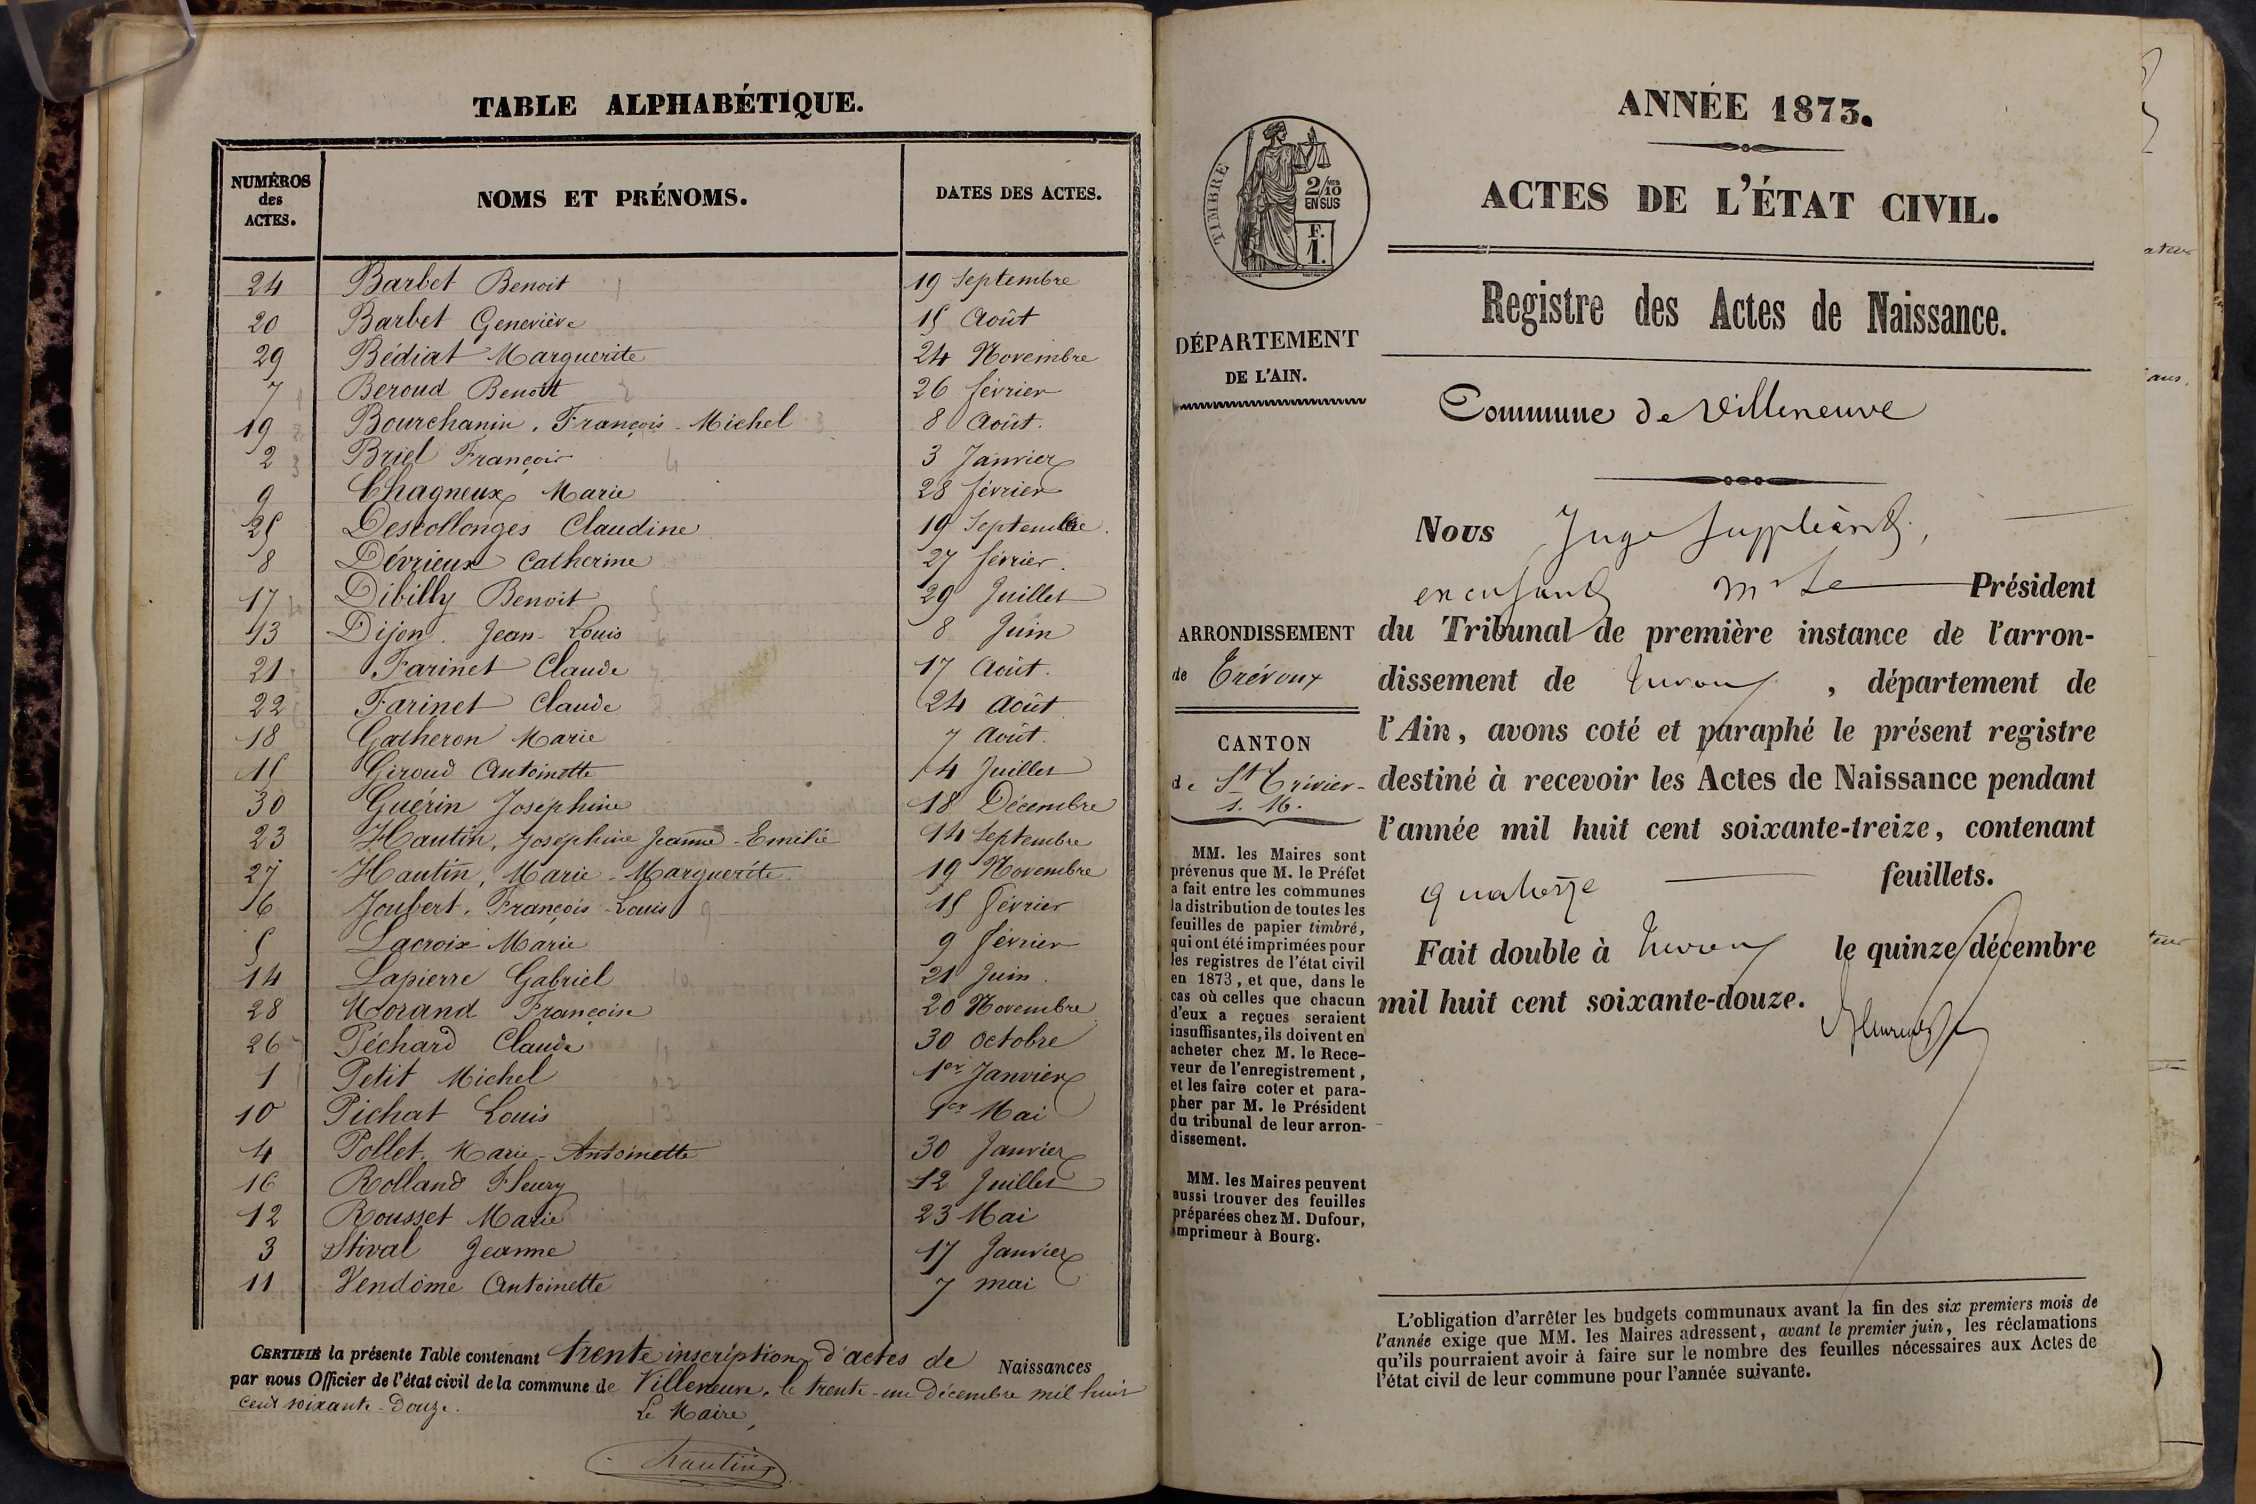 TABLE ALPHABÉTIQUE.
NUMÉROS des ACTES. NOMS ET PRÉNOMS. DATES DES ACTES.
24 Barbet Benoit 19 Septembre
20 Barbet Geneviève 15 Août
29 Bédiat Marguerite 24 Novembre
7 Beroud Benoit 26 février
19 Bourchanin, François-Michel 8 Août.
2 Briel François 3 Janvier
9 Chagneux Marie 28 février
25 Descollonges Claudine 19 Septembre.
8 Dévrieux Catherine 27 février.
17 Dibilly Benoit 29 Juillet
13 Dijon. Jean-Louis 8 Juin
21 Farinet Claude 17 Août.
22 Farinet Claude 24 Août
18 Gatheron Marie 7 Août.
15 Giroud Antoinette 4 Juillet
30 Guérin Joséphine 18 Décembre
23 Hautin, Joséphine Jeanne-Emélie 14 Septembre
27 Hautin, Marie-Marguerite. 19 Novembre
6 Joubert, François-Louis 15 Février
5 Lacroix Marie 9 février
14 Lapierre Gabriel 21 Juin.
28 Morand Françoise 20 Novembre
26 Péchard Claude 30 Octobre
1 Petit Michel 1er Janvier
10 Pichat Louis 1er Mai
4 Pollet, Marie-Antoinette 30 Janvier
16 Rolland Fleury 12 Juillet
12 Rousset Marie 23 Mai
3 Stival Jeanne 17 Janvier
11 Vendôme Antoinette 7 mai
CERTIFIÉ la présente Table contenant trente inscriptions d'actes de Naissances
par nous Officier de l'état civil de la commune de Villeneuve, le trente-un Décembre mil huit
cent soixante-Douze.
Le Maire,
Hautin
ANNÉE 1873.
ACTES DE L'ÉTAT CIVIL.
Registre des Actes de Naissance.
TIMBRE
2/10 MES
EN SUS
F.
1.
DÉPARTEMENT
DE L'AIN.
Commune de Villeneuve
ARRONDISSEMENT
de Trévoux
CANTON
de St Trivier-
s. M.
MM. les Maires sont
prévenus que M. le Préfet
a fait entre les communes
la distribution de toutes les
feuilles de papier timbré,
qui ont été imprimées pour
les registres de l'état civil
en 1873, et que, dans le
cas où celles que chacun
d'eux a reçues seraient
insuffisantes, ils doivent en
acheter chez M. le Rece-
veur de l'enregistrement,
et les faire coter et para-
pher par M. le Président
du tribunal de leur arron-
dissement.
MM. les Maires peuvent
aussi trouver des feuilles
préparées chez M. Dufour,
imprimeur à Bourg.
Nous Juge suppléant,
Mr le Président
du Tribunal de première instance de l'arron-
dissement de Trévoux, département de
l'Ain, avons coté et paraphé le présent registre
destiné à recevoir les Actes de Naissance pendant
l'année mil huit cent soixante-treize, contenant
quatorze feuillets.
Fait double à Trévoux le quinze décembre
mil huit cent soixante-douze.
L'obligation d'arrêter les budgets communaux avant la fin des six premiers mois de
l'année exige que MM. les Maires adressent, avant le premier juin, les réclamations
qu'ils pourraient avoir à faire sur le nombre des feuilles nécessaires aux Actes de
l'état civil de leur commune pour l'année suivante.